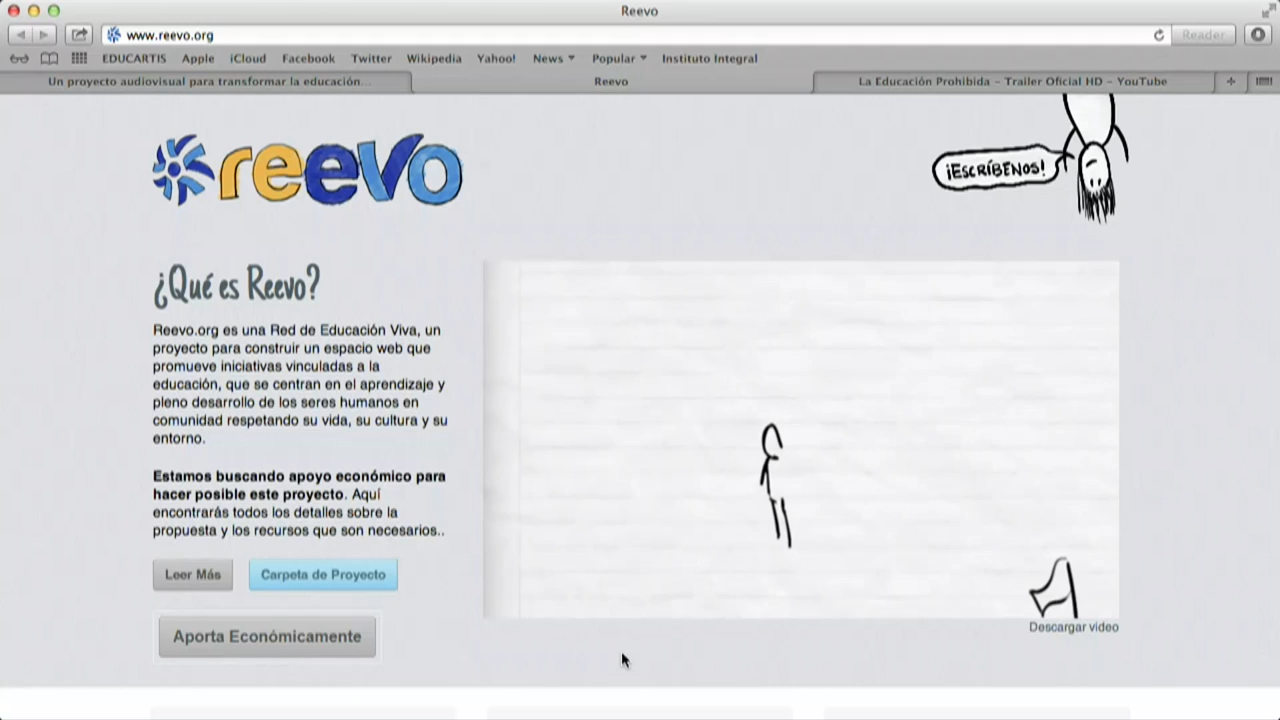 Reevo
www.reevo.org
Reader
EDUCARTIS Apple iCloud Facebook Twitter Wikipedia Yahoo! News Popular Instituto Integral
Un proyecto audiovisual para transformar la educación...
Reevo
La Educación Prohibida – Trailer Oficial HD – YouTube
reevo
¡ESCRÍBENOS!
¿Qué es Reevo?
Reevo.org es una Red de Educación Viva, un
proyecto para construir un espacio web que
promueve iniciativas vinculadas a la
educación, que se centran en el aprendizaje y
pleno desarrollo de los seres humanos en
comunidad respetando su vida, su cultura y su
entorno.
Estamos buscando apoyo económico para
hacer posible este proyecto. Aquí
encontrarás todos los detalles sobre la
propuesta y los recursos que son necesarios..
Leer Más
Carpeta de Proyecto
Aporta Económicamente
Descargar video